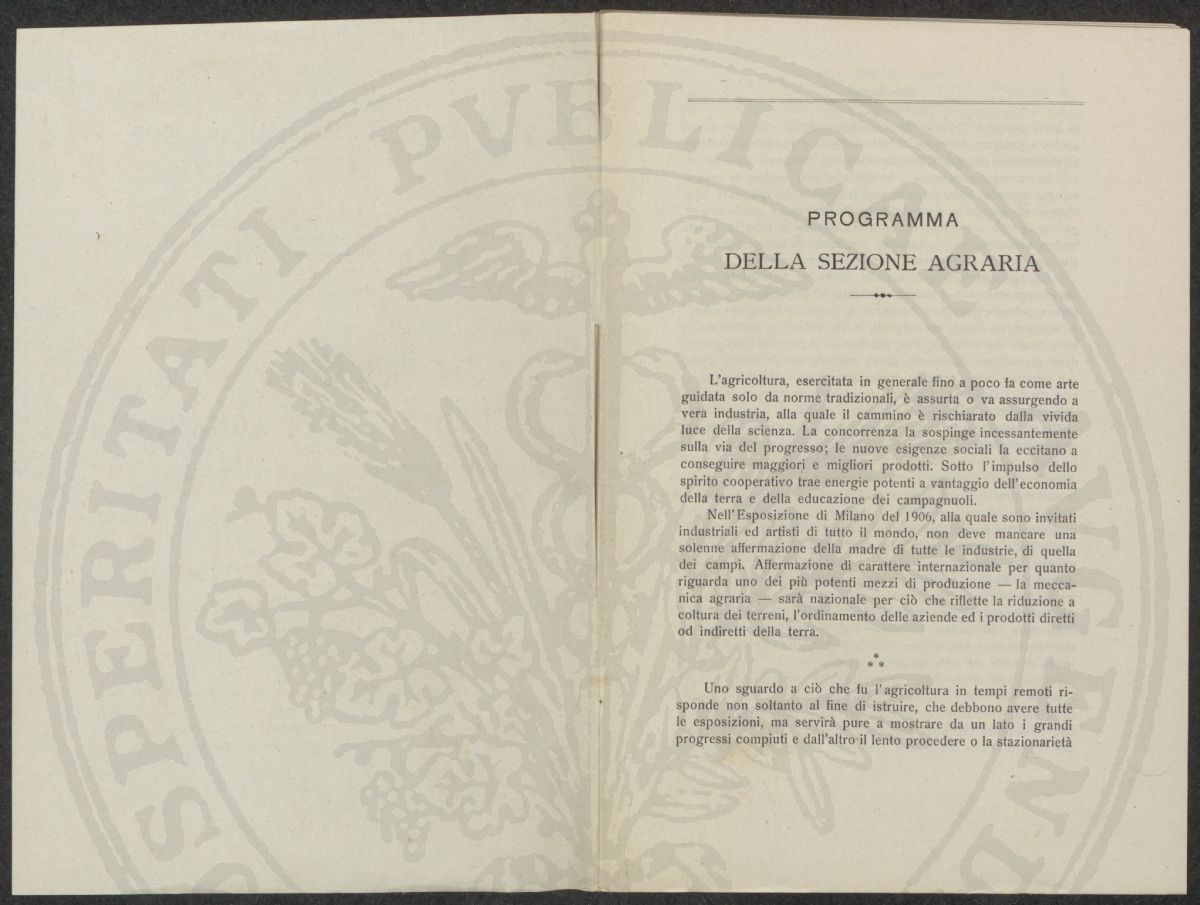 PROGRAMMA
DELLA SEZIONE AGRARIA
L'agricoltura, esercitata in generale fino a poco fa come arte
guidata solo da norme tradizionali, è assurta o va assurgendo a
vera industria, alla quale il cammino è rischiarato dalla vivida
luce della scienza. La concorrenza la sospinge incessantemente
sulla via del progresso; le nuove esigenze sociali la eccitano a
conseguire maggiori e migliori prodotti. Sotto l'impulso dello
spirito cooperativo trae energie potenti a vantaggio dell'economia
della terra e della educazione dei campagnuoli.
Nell'Esposizione di Milano del 1906, alla quale sono invitati
industriali ed artisti di tutto il mondo, non deve mancare una
solenne affermazione della madre di tutte le industrie, di quella
dei campi. Affermazione di carattere internazionale per quanto
riguarda uno dei più potenti mezzi di produzione — la mecca-
nica agraria — sarà nazionale per ciò che riflette la riduzione a
coltura dei terreni, l'ordinamento delle aziende ed i prodotti diretti
od indiretti della terra.
* * *
Uno sguardo a ciò che fu l'agricoltura in tempi remoti ri-
sponde non soltanto al fine di istruire, che debbono avere tutte
le esposizioni, ma servirà pure a mostrare da un lato i grandi
progressi compiuti e dall'altro il lento procedere o la stazionarietà
SPERITATI PVBLICAE AVGEND